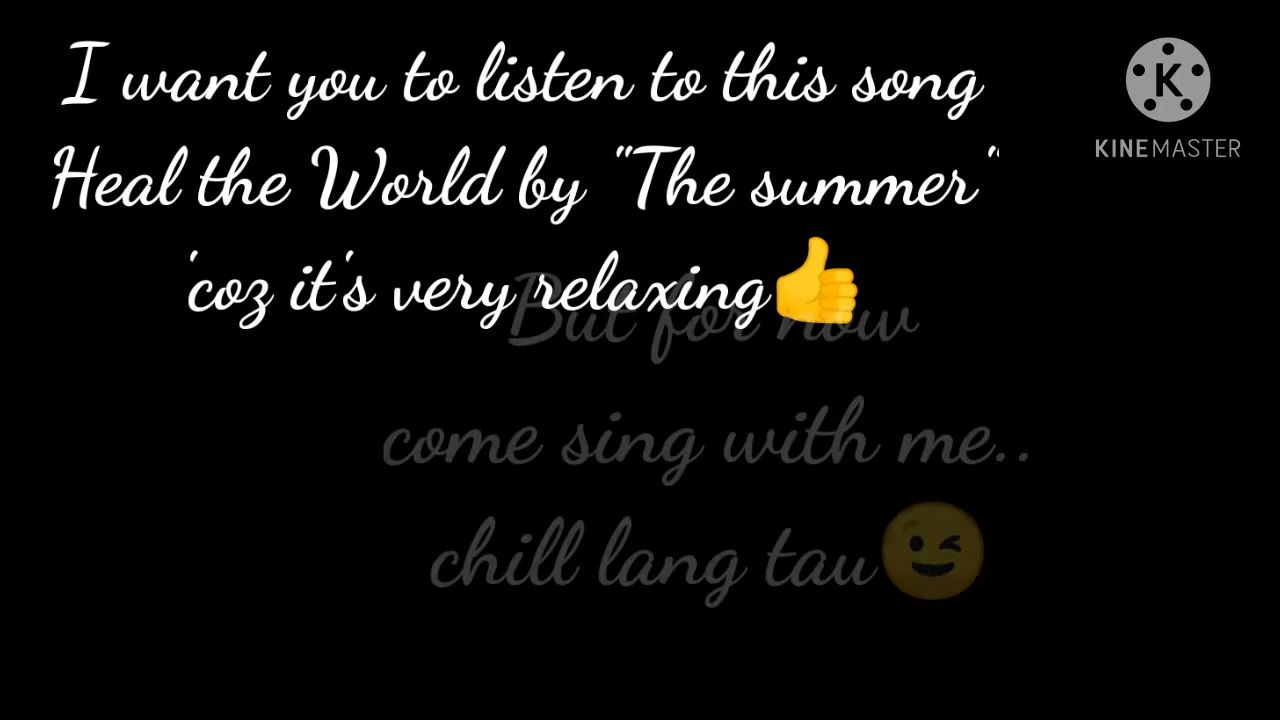 I want you to listen to this song
Heal the World by "The summer"
'coz it's very relaxing👍
But for now
come sing with me..
chill lang tau😉
K
KINEMASTER